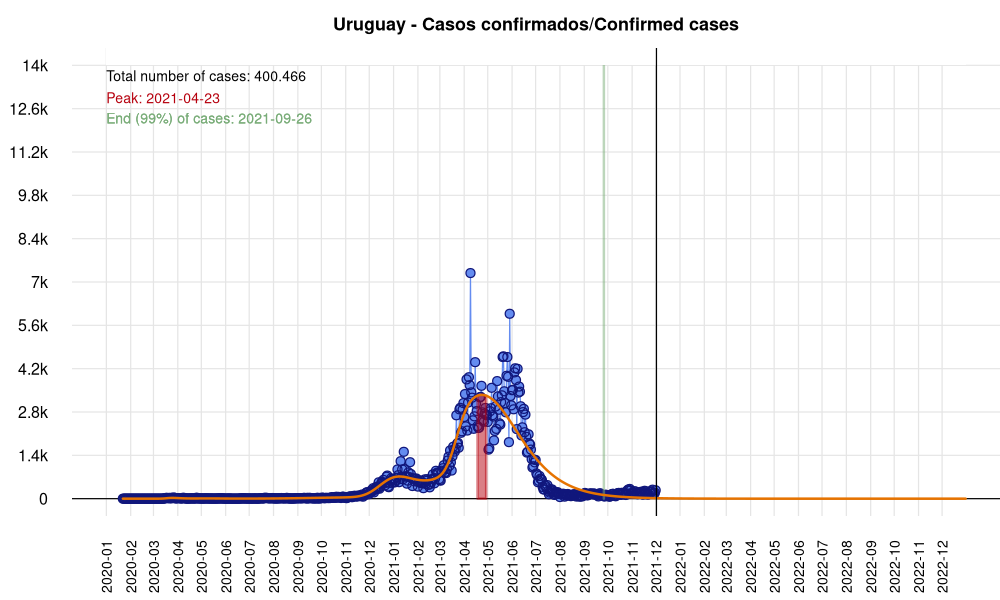 Uruguay - Casos confirmados/Confirmed cases
Total number of cases: 400.466
Peak: 2021-04-23
End (99%) of cases: 2021-09-26
14k
12.6k
11.2k
9.8k
8.4k
7k
5.6k
4.2k
2.8k
1.4k
0
2020-01
2020-02
2020-03
2020-04
2020-05
2020-06
2020-07
2020-08
2020-09
2020-10
2020-11
2020-12
2021-01
2021-02
2021-03
2021-04
2021-05
2021-06
2021-07
2021-08
2021-09
2021-10
2021-11
2021-12
2022-01
2022-02
2022-03
2022-04
2022-05
2022-06
2022-07
2022-08
2022-09
2022-10
2022-11
2022-12